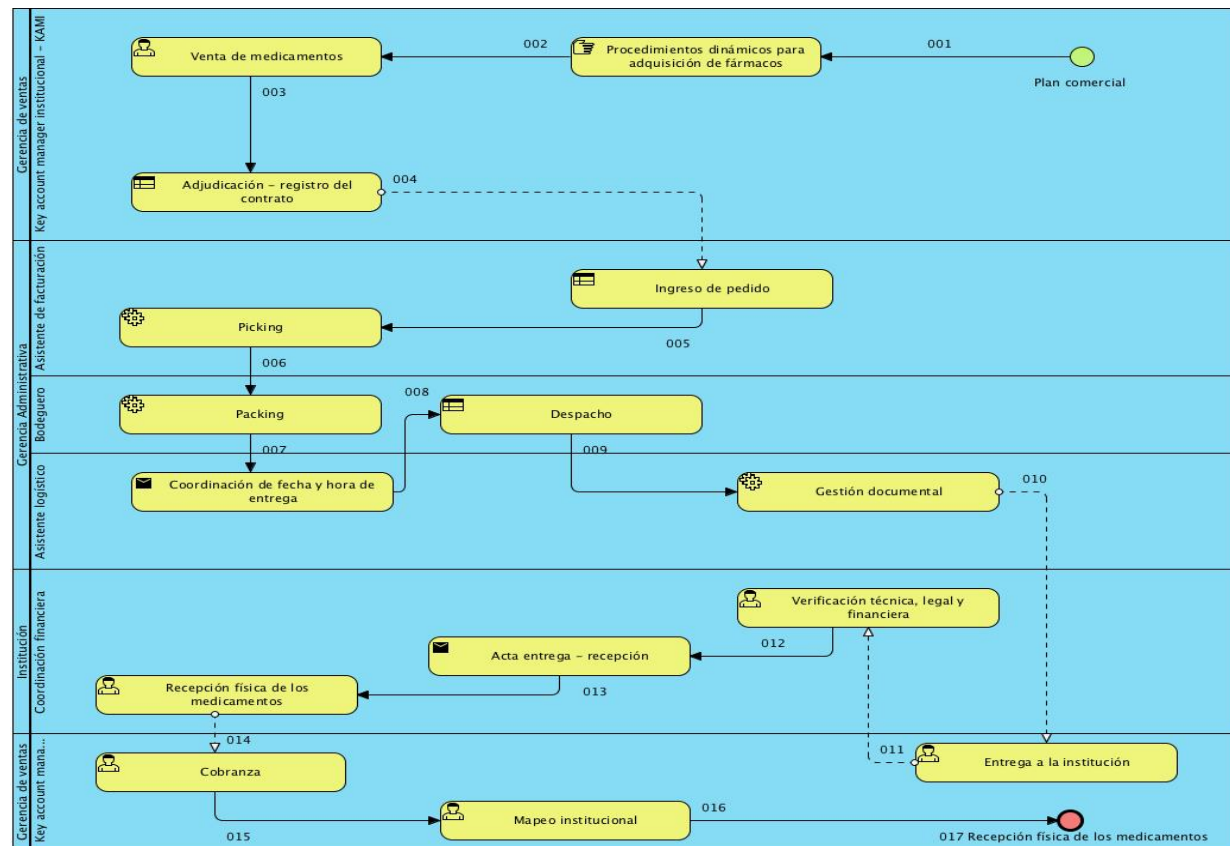 Gerencia de ventas
Key account manager institucional – KAMI
002
001
Venta de medicamentos
Procedimientos dinámicos para
adquisición de fármacos
Plan comercial
003
Adjudicación – registro del
contrato
004
Gerencia Administrativa
Asistente de facturación
Ingreso de pedido
Picking
005
006
Bodeguero
008
Packing
Despacho
007
009
Asistente logístico
Coordinación de fecha y hora de
entrega
Gestión documental
010
Institución
Coordinación financiera
Verificación técnica, legal y
financiera
012
Acta entrega – recepción
Recepción física de los
medicamentos
013
014
Gerencia de ventas
Key account mana...
011
Entrega a la institución
Cobranza
016
Mapeo institucional
015
017 Recepción física de los medicamentos